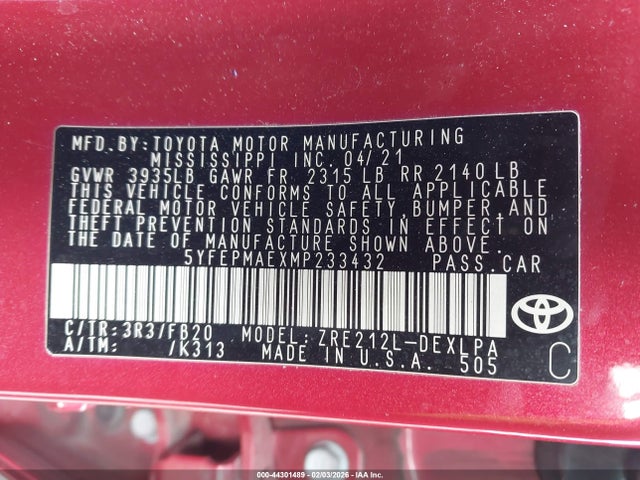 MFD. BY: TOYOTA MOTOR MANUFACTURING
MISSISSIPPI INC. 04/21
GVWR 3935LB GAWR FR. 2315 LB RR 2140 LB
THIS VEHICLE CONFORMS TO ALL APPLICABLE
FEDERAL MOTOR VEHICLE SAFETY, BUMPER, AND
THEFT PREVENTION STANDARDS IN EFFECT ON
THE DATE OF MANUFACTURE SHOWN ABOVE.
5YFEPMAEXMP233432 PASS. CAR
C/TR: 3R3/FB20 MODEL: ZRE212L-DEXLPA
A/TM: /K313 M. IN U.S.A. 505
C
000-44301489 - 02/03/2026 - © IAA Inc.